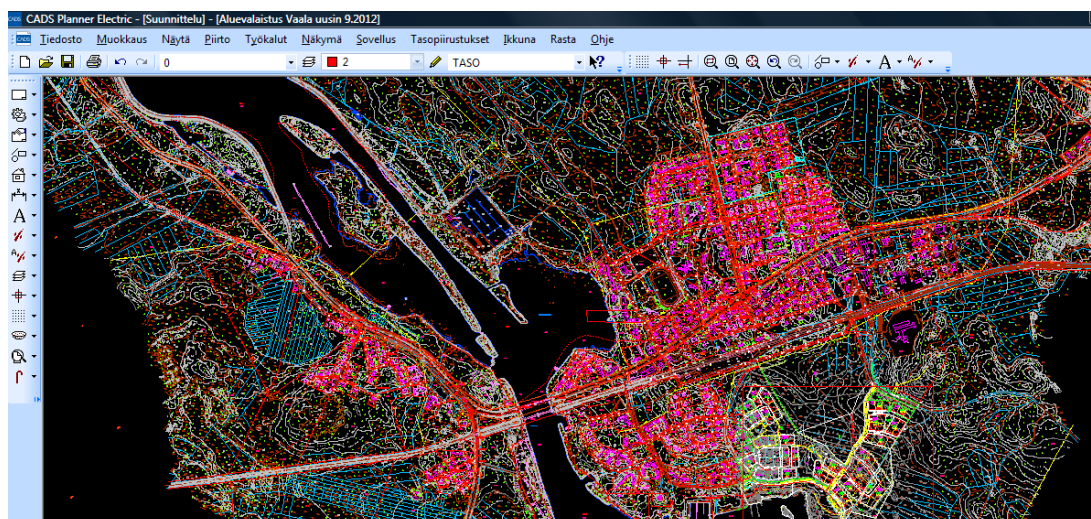 CADS Planner Electric - [Suunnittelu] - [Aluevalaistus Vaala uusin 9.2012]
CADS Tiedosto Muokkaus Näytä Piirto Työkalut Näkymä Sovellus Tasopiirustukset Ikkuna Rasta Ohje
0 2 TASO